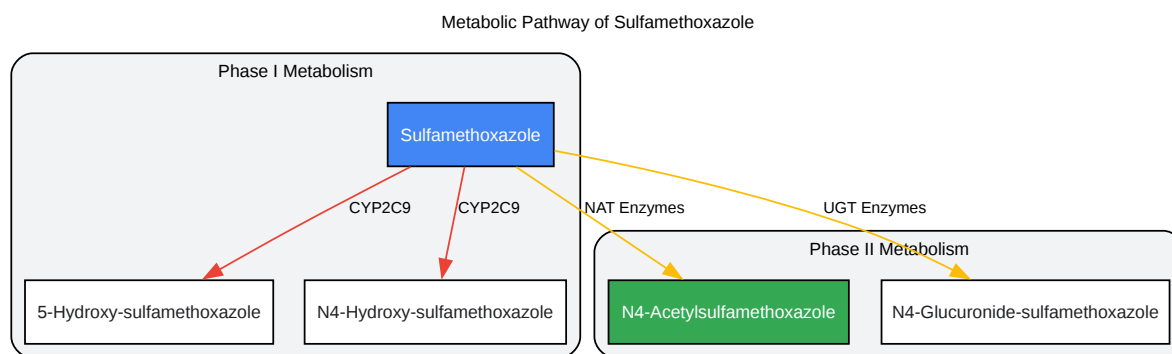 Metabolic Pathway of Sulfamethoxazole
Phase I Metabolism
Sulfamethoxazole
CYP2C9
CYP2C9
NAT Enzymes
UGT Enzymes
Phase II Metabolism
5-Hydroxy-sulfamethoxazole
N4-Hydroxy-sulfamethoxazole
N4-Acetylsulfamethoxazole
N4-Glucuronide-sulfamethoxazole